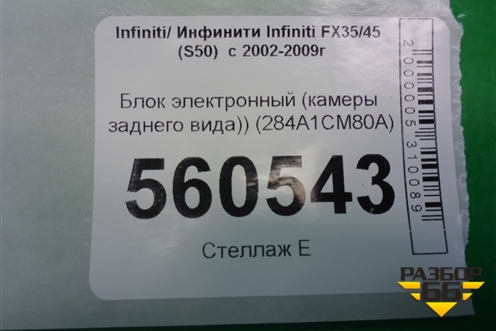 Infiniti/ Инфинити Infiniti FX35/45
(S50) с 2002-2009г
Блок электронный (камеры
заднего вида)) (284A1CM80A)
560543
Стеллаж Е
2000005310089
РАЗБОР
66